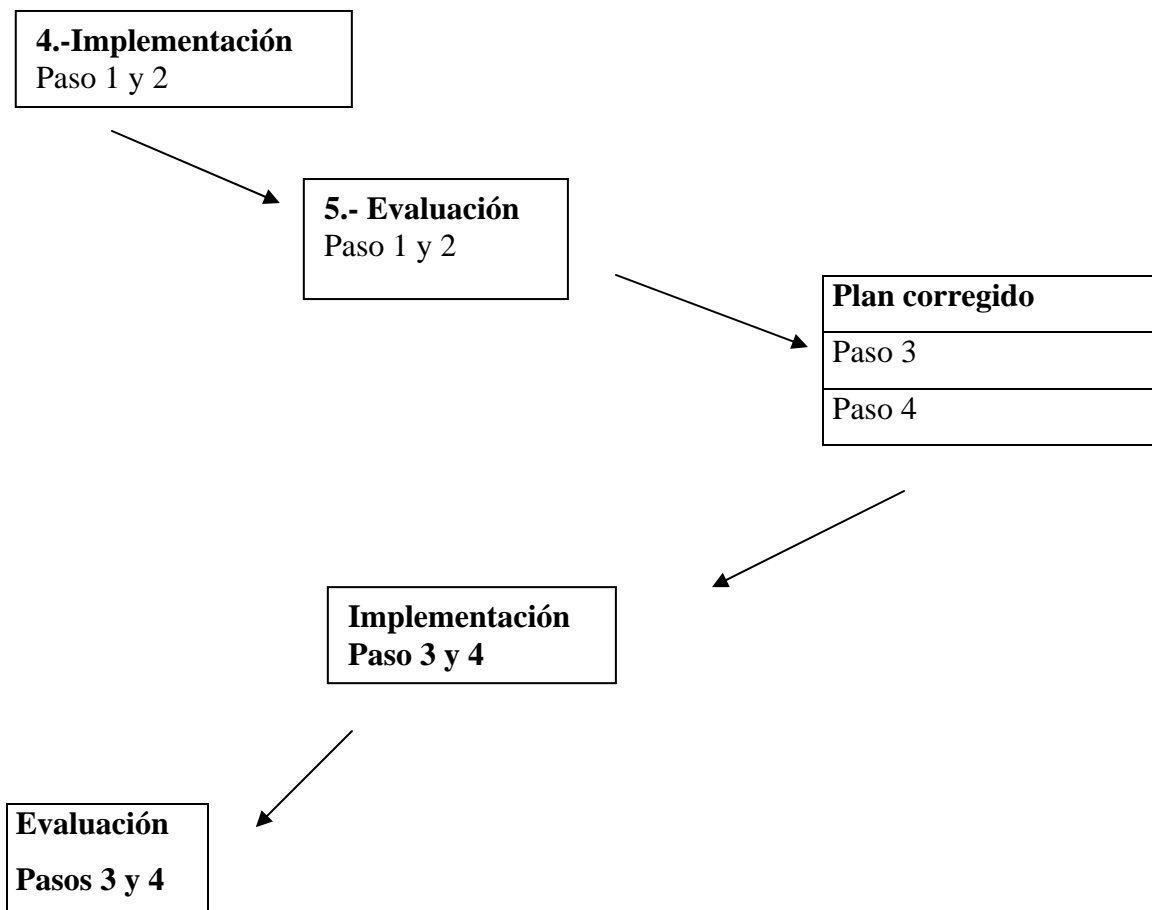 4.-Implementación
Paso 1 y 2
5.- Evaluación
Paso 1 y 2
Plan corregido
Paso 3
Paso 4
Implementación
Paso 3 y 4
Evaluación
Pasos 3 y 4